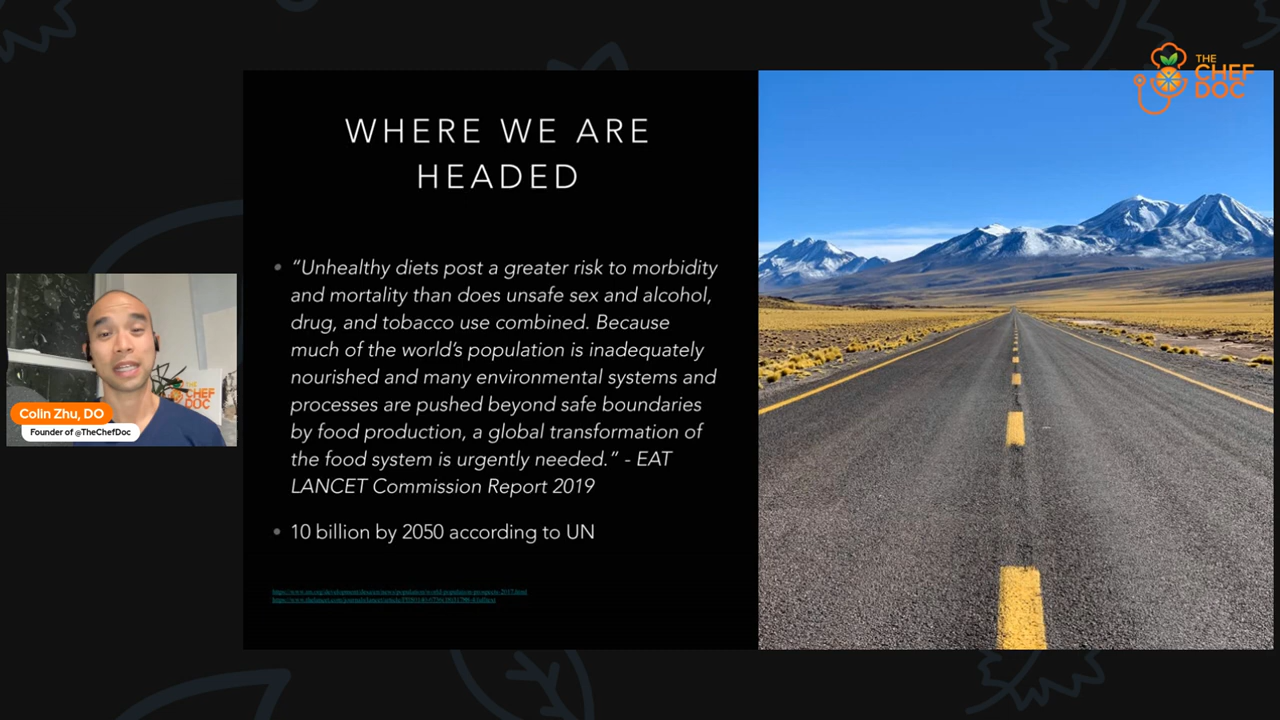 THE
CHEF
DOC
WHERE WE ARE
HEADED
• “Unhealthy diets post a greater risk to morbidity
and mortality than does unsafe sex and alcohol,
drug, and tobacco use combined. Because
much of the world’s population is inadequately
nourished and many environmental systems and
processes are pushed beyond safe boundaries
by food production, a global transformation of
the food system is urgently needed.” - EAT
LANCET Commission Report 2019
• 10 billion by 2050 according to UN
THE
CHEF
DOC
Colin Zhu, DO
Founder of @TheChefDoc